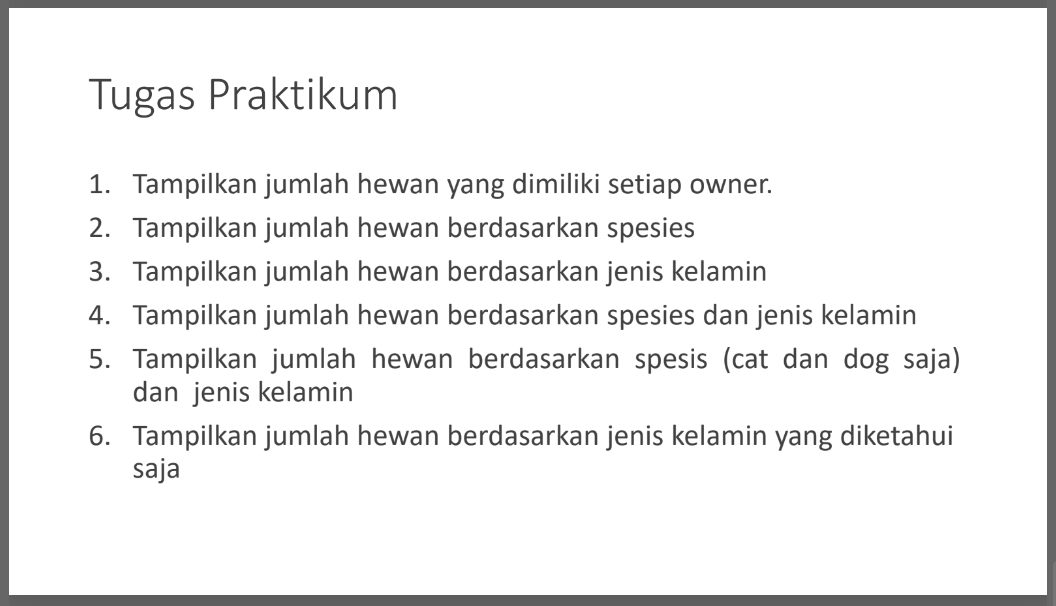 Tugas Praktikum
1. Tampilkan jumlah hewan yang dimiliki setiap owner.
2. Tampilkan jumlah hewan berdasarkan spesies
3. Tampilkan jumlah hewan berdasarkan jenis kelamin
4. Tampilkan jumlah hewan berdasarkan spesies dan jenis kelamin
5. Tampilkan jumlah hewan berdasarkan spesis (cat dan dog saja)
dan jenis kelamin
6. Tampilkan jumlah hewan berdasarkan jenis kelamin yang diketahui
saja